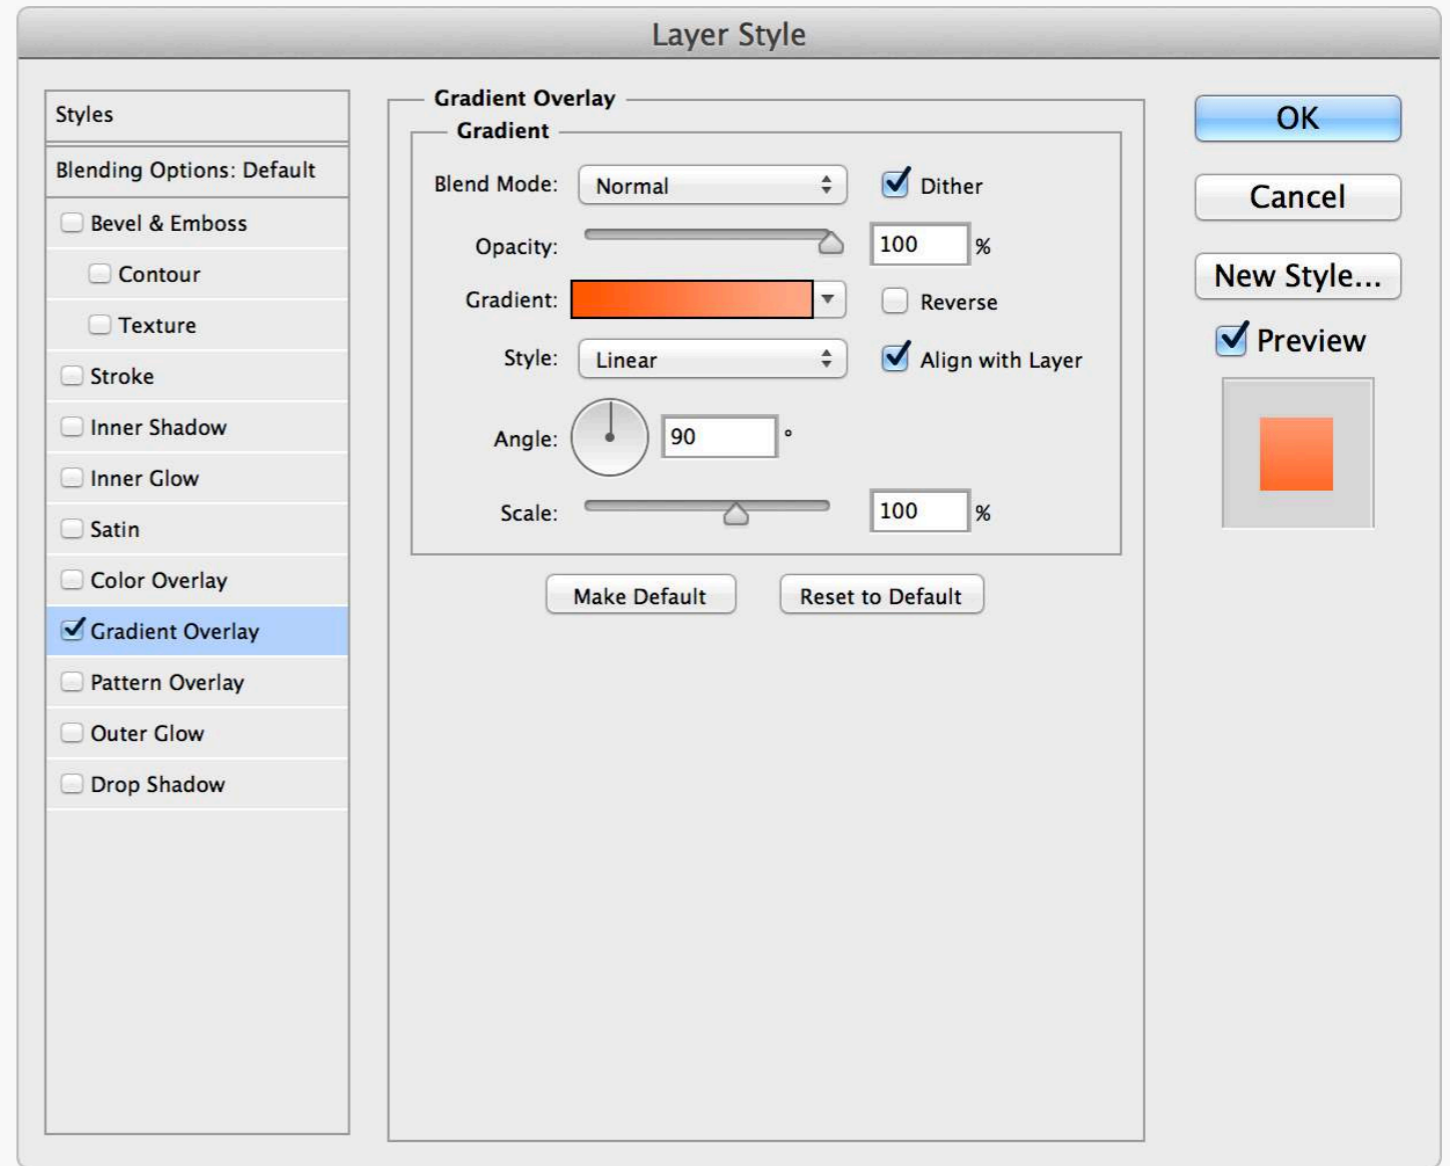 Layer Style
Styles
Blending Options: Default
Bevel & Emboss
Contour
Texture
Stroke
Inner Shadow
Inner Glow
Satin
Color Overlay
Gradient Overlay
Pattern Overlay
Outer Glow
Drop Shadow
Gradient Overlay
Gradient
Blend Mode: Normal Dither
Opacity: 100 %
Gradient: Reverse
Style: Linear Align with Layer
Angle: 90 °
Scale: 100 %
Make Default Reset to Default
OK
Cancel
New Style...
Preview